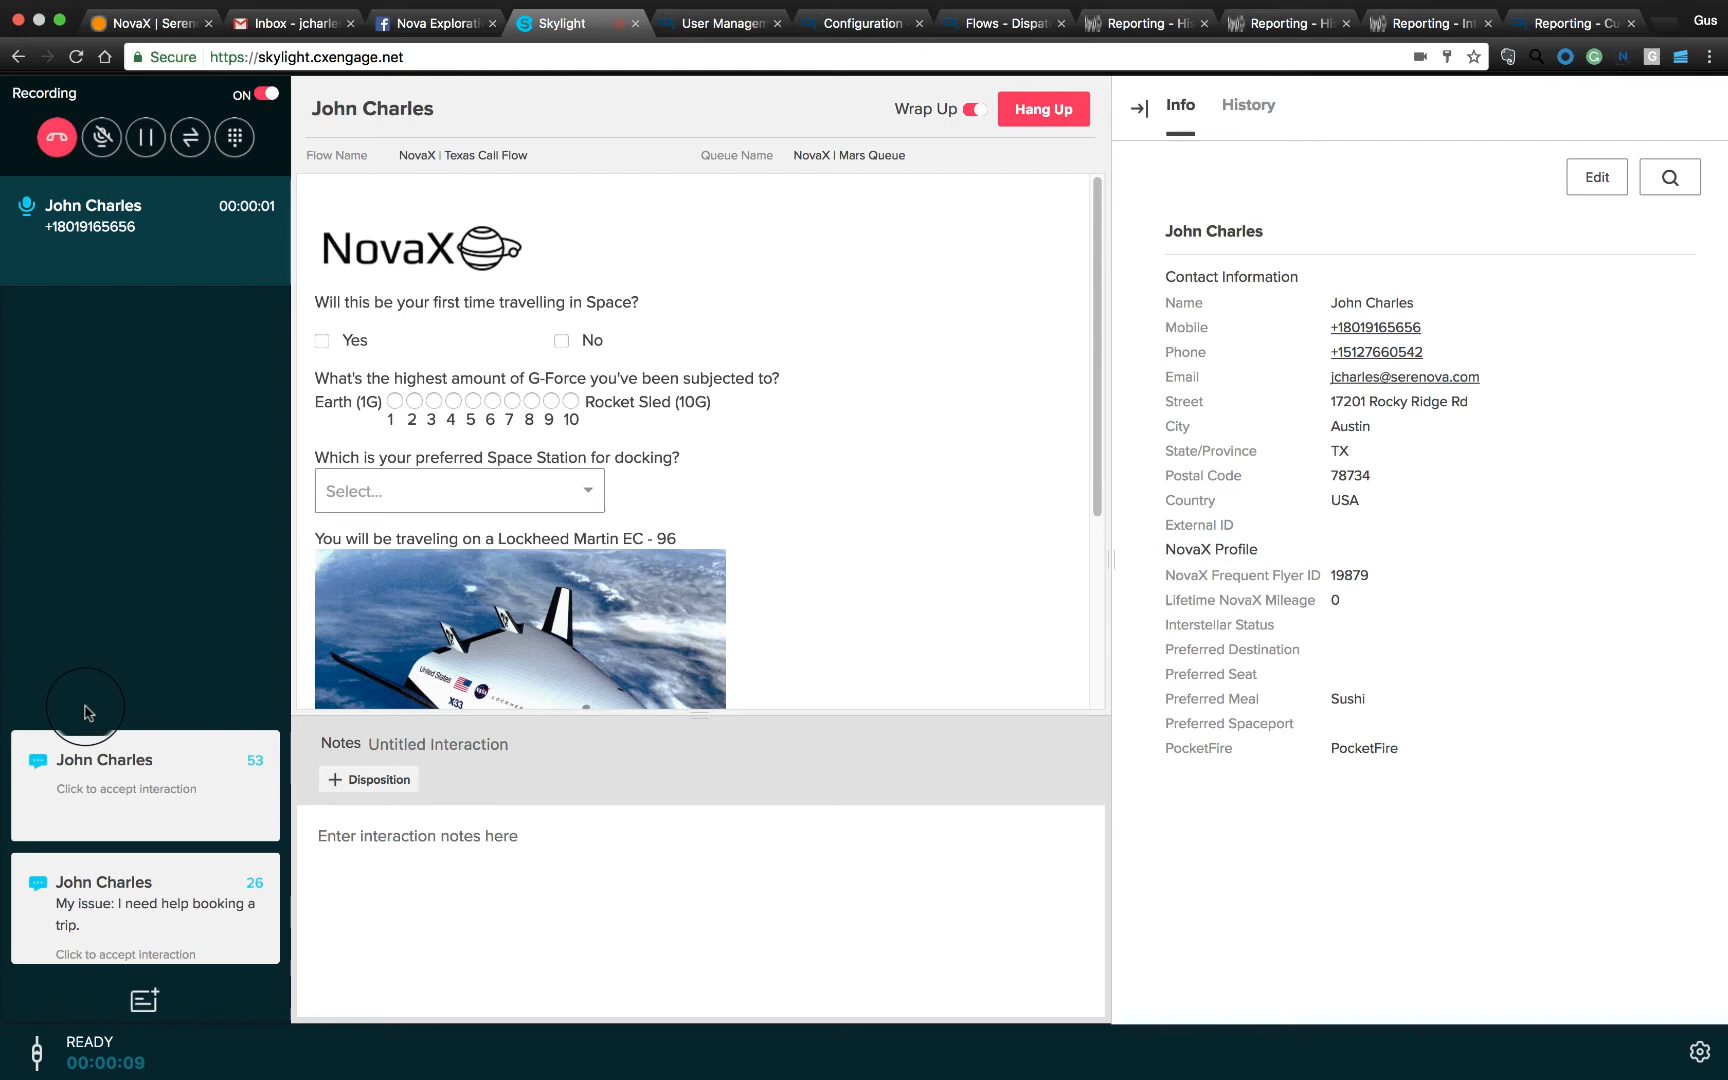 NovaX | Seren
Inbox - jcharle
Nova Explorati
Skylight
User Managem
Configuration
Flows - Dispat
Reporting - His
Reporting - His
Reporting - Int
Reporting - Cu
Gus
Secure https://skylight.cxengage.net
Recording
ON
John Charles
00:00:01
+18019165656
John Charles
53
Click to accept interaction
John Charles
26
My issue: I need help booking a
trip.
Click to accept interaction
READY
00:00:09
John Charles
Wrap Up
Hang Up
Flow Name NovaX | Texas Call Flow
Queue Name NovaX | Mars Queue
NovaX
Will this be your first time travelling in Space?
Yes
No
What's the highest amount of G-Force you've been subjected to?
Earth (1G) Rocket Sled (10G)
1 2 3 4 5 6 7 8 9 10
Which is your preferred Space Station for docking?
Select...
You will be traveling on a Lockheed Martin EC - 96
United States
NASA
LOCKHEED
X33
Notes Untitled Interaction
+ Disposition
Enter interaction notes here
Info
History
Edit
John Charles
Contact Information
Name John Charles
Mobile +18019165656
Phone +15127660542
Email jcharles@serenova.com
Street 17201 Rocky Ridge Rd
City Austin
State/Province TX
Postal Code 78734
Country USA
External ID
NovaX Profile
NovaX Frequent Flyer ID 19879
Lifetime NovaX Mileage 0
Interstellar Status
Preferred Destination
Preferred Seat
Preferred Meal Sushi
Preferred Spaceport
PocketFire PocketFire